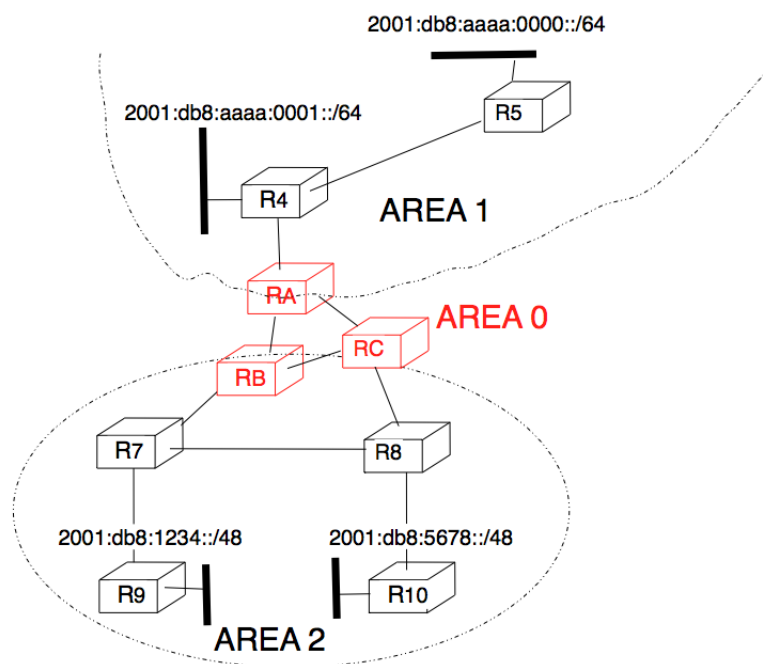 2001:db8:aaaa:0000::/64
R5
2001:db8:aaaa:0001::/64
R4
AREA 1
RA
AREA 0
RC
RB
R7
R8
2001:db8:1234::/48
2001:db8:5678::/48
R9
R10
AREA 2